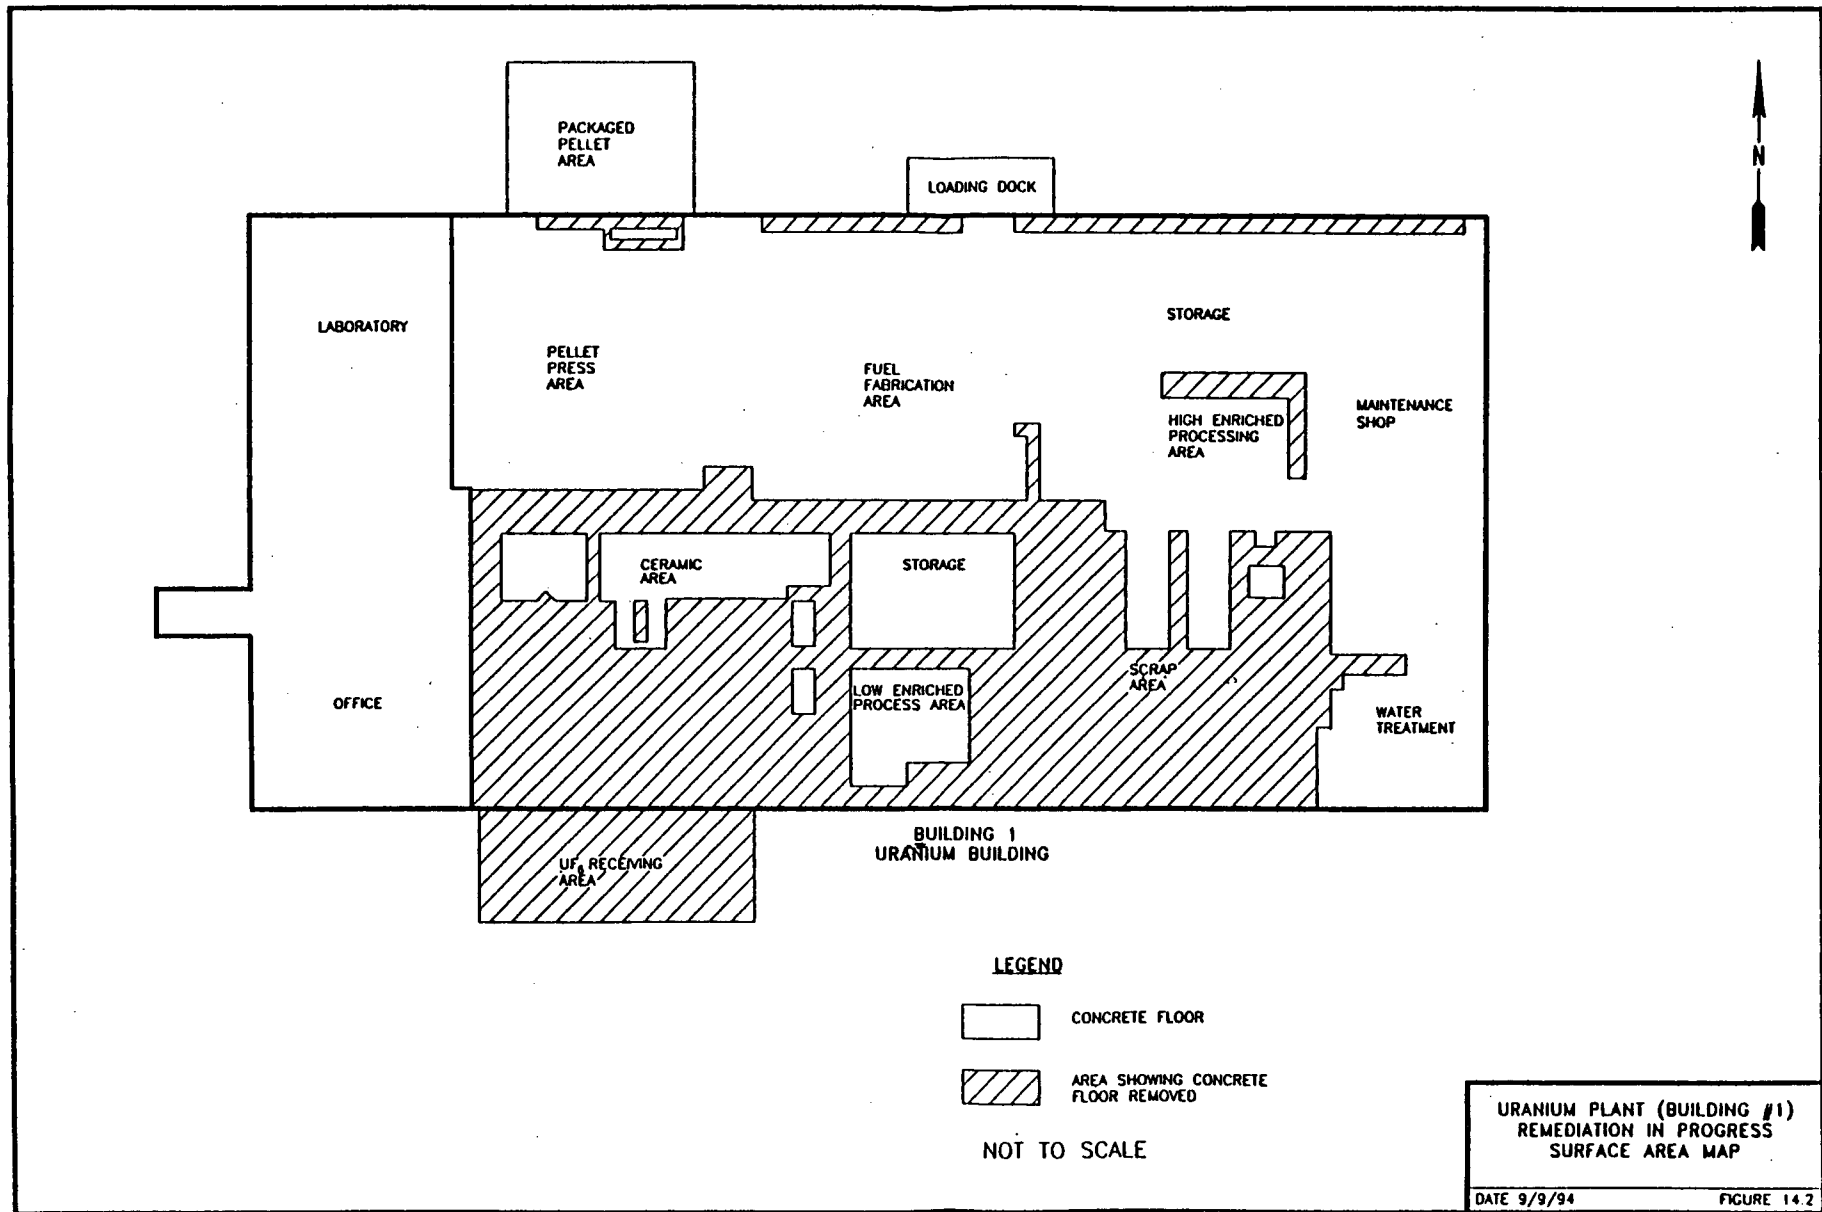 PACKAGED
PELLET
AREA
LOADING DOCK
N
LABORATORY
PELLET
PRESS
AREA
FUEL
FABRICATION
AREA
STORAGE
HIGH ENRICHED
PROCESSING
AREA
MAINTENANCE
SHOP
CERAMIC
AREA
STORAGE
OFFICE
LOW ENRICHED
PROCESS AREA
SCRAP
AREA
WATER
TREATMENT
UF6 RECEIVING
AREA
BUILDING 1
URANIUM BUILDING
LEGEND
CONCRETE FLOOR
AREA SHOWING CONCRETE
FLOOR REMOVED
NOT TO SCALE
URANIUM PLANT (BUILDING #1)
REMEDIATION IN PROGRESS
SURFACE AREA MAP
DATE 9/9/94 FIGURE 14.2